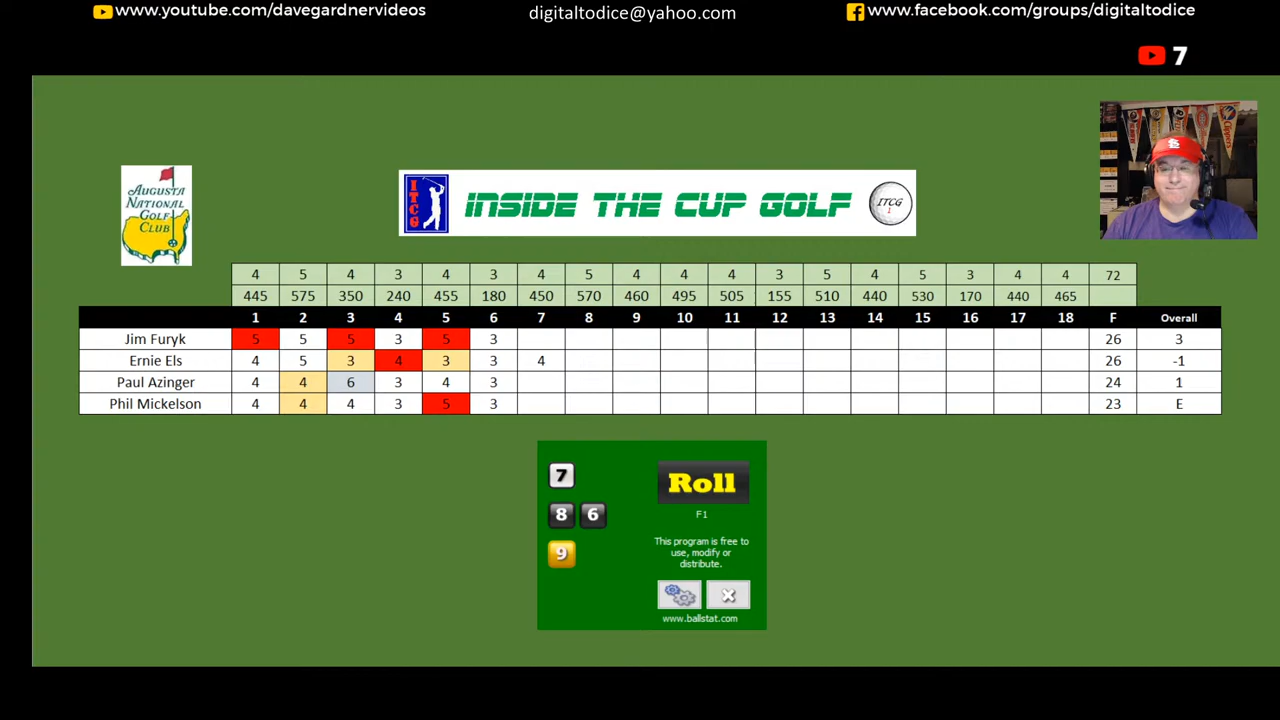 www.youtube.com/davegardnervideos digitaltodice@yahoo.com www.facebook.com/groups/digitaltodice
7
AUGUSTA
NATIONAL
GOLF
CLUB
ITCG INSIDE THE CUP GOLF ITCG 1
4 5 4 3 4 3 4 5 4 4 4 3 5 4 5 3 4 4 72
445 575 350 240 455 180 450 570 460 495 505 155 510 440 530 170 440 465
1 2 3 4 5 6 7 8 9 10 11 12 13 14 15 16 17 18 F Overall
Jim Furyk 5 5 5 3 5 3 26 3
Ernie Els 4 5 3 4 3 3 4 26 -1
Paul Azinger 4 4 6 3 4 3 24 1
Phil Mickelson 4 4 4 3 5 3 23 E
7 Roll
8 6 F1
9
This program is free to
use, modify or
distribute.
www.ballstat.com